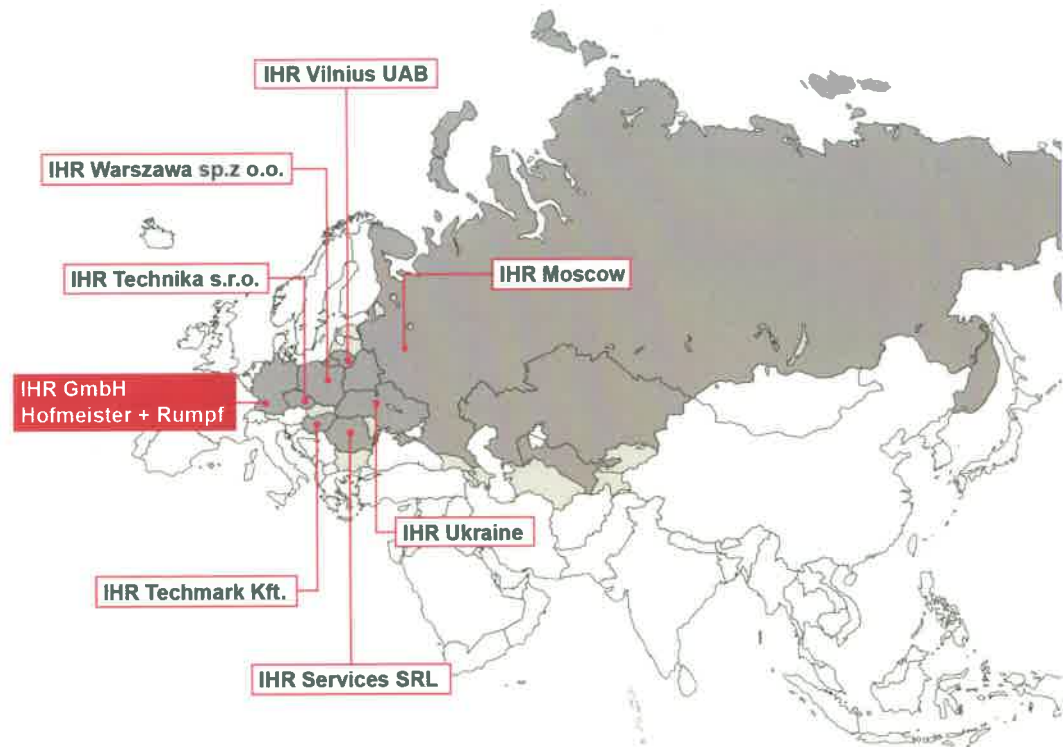 IHR Vilnius UAB
IHR Warszawa sp.z o.o.
IHR Technika s.r.o.
IHR Moscow
IHR GmbH
Hofmeister + Rumpf
IHR Ukraine
IHR Techmark Kft.
IHR Services SRL